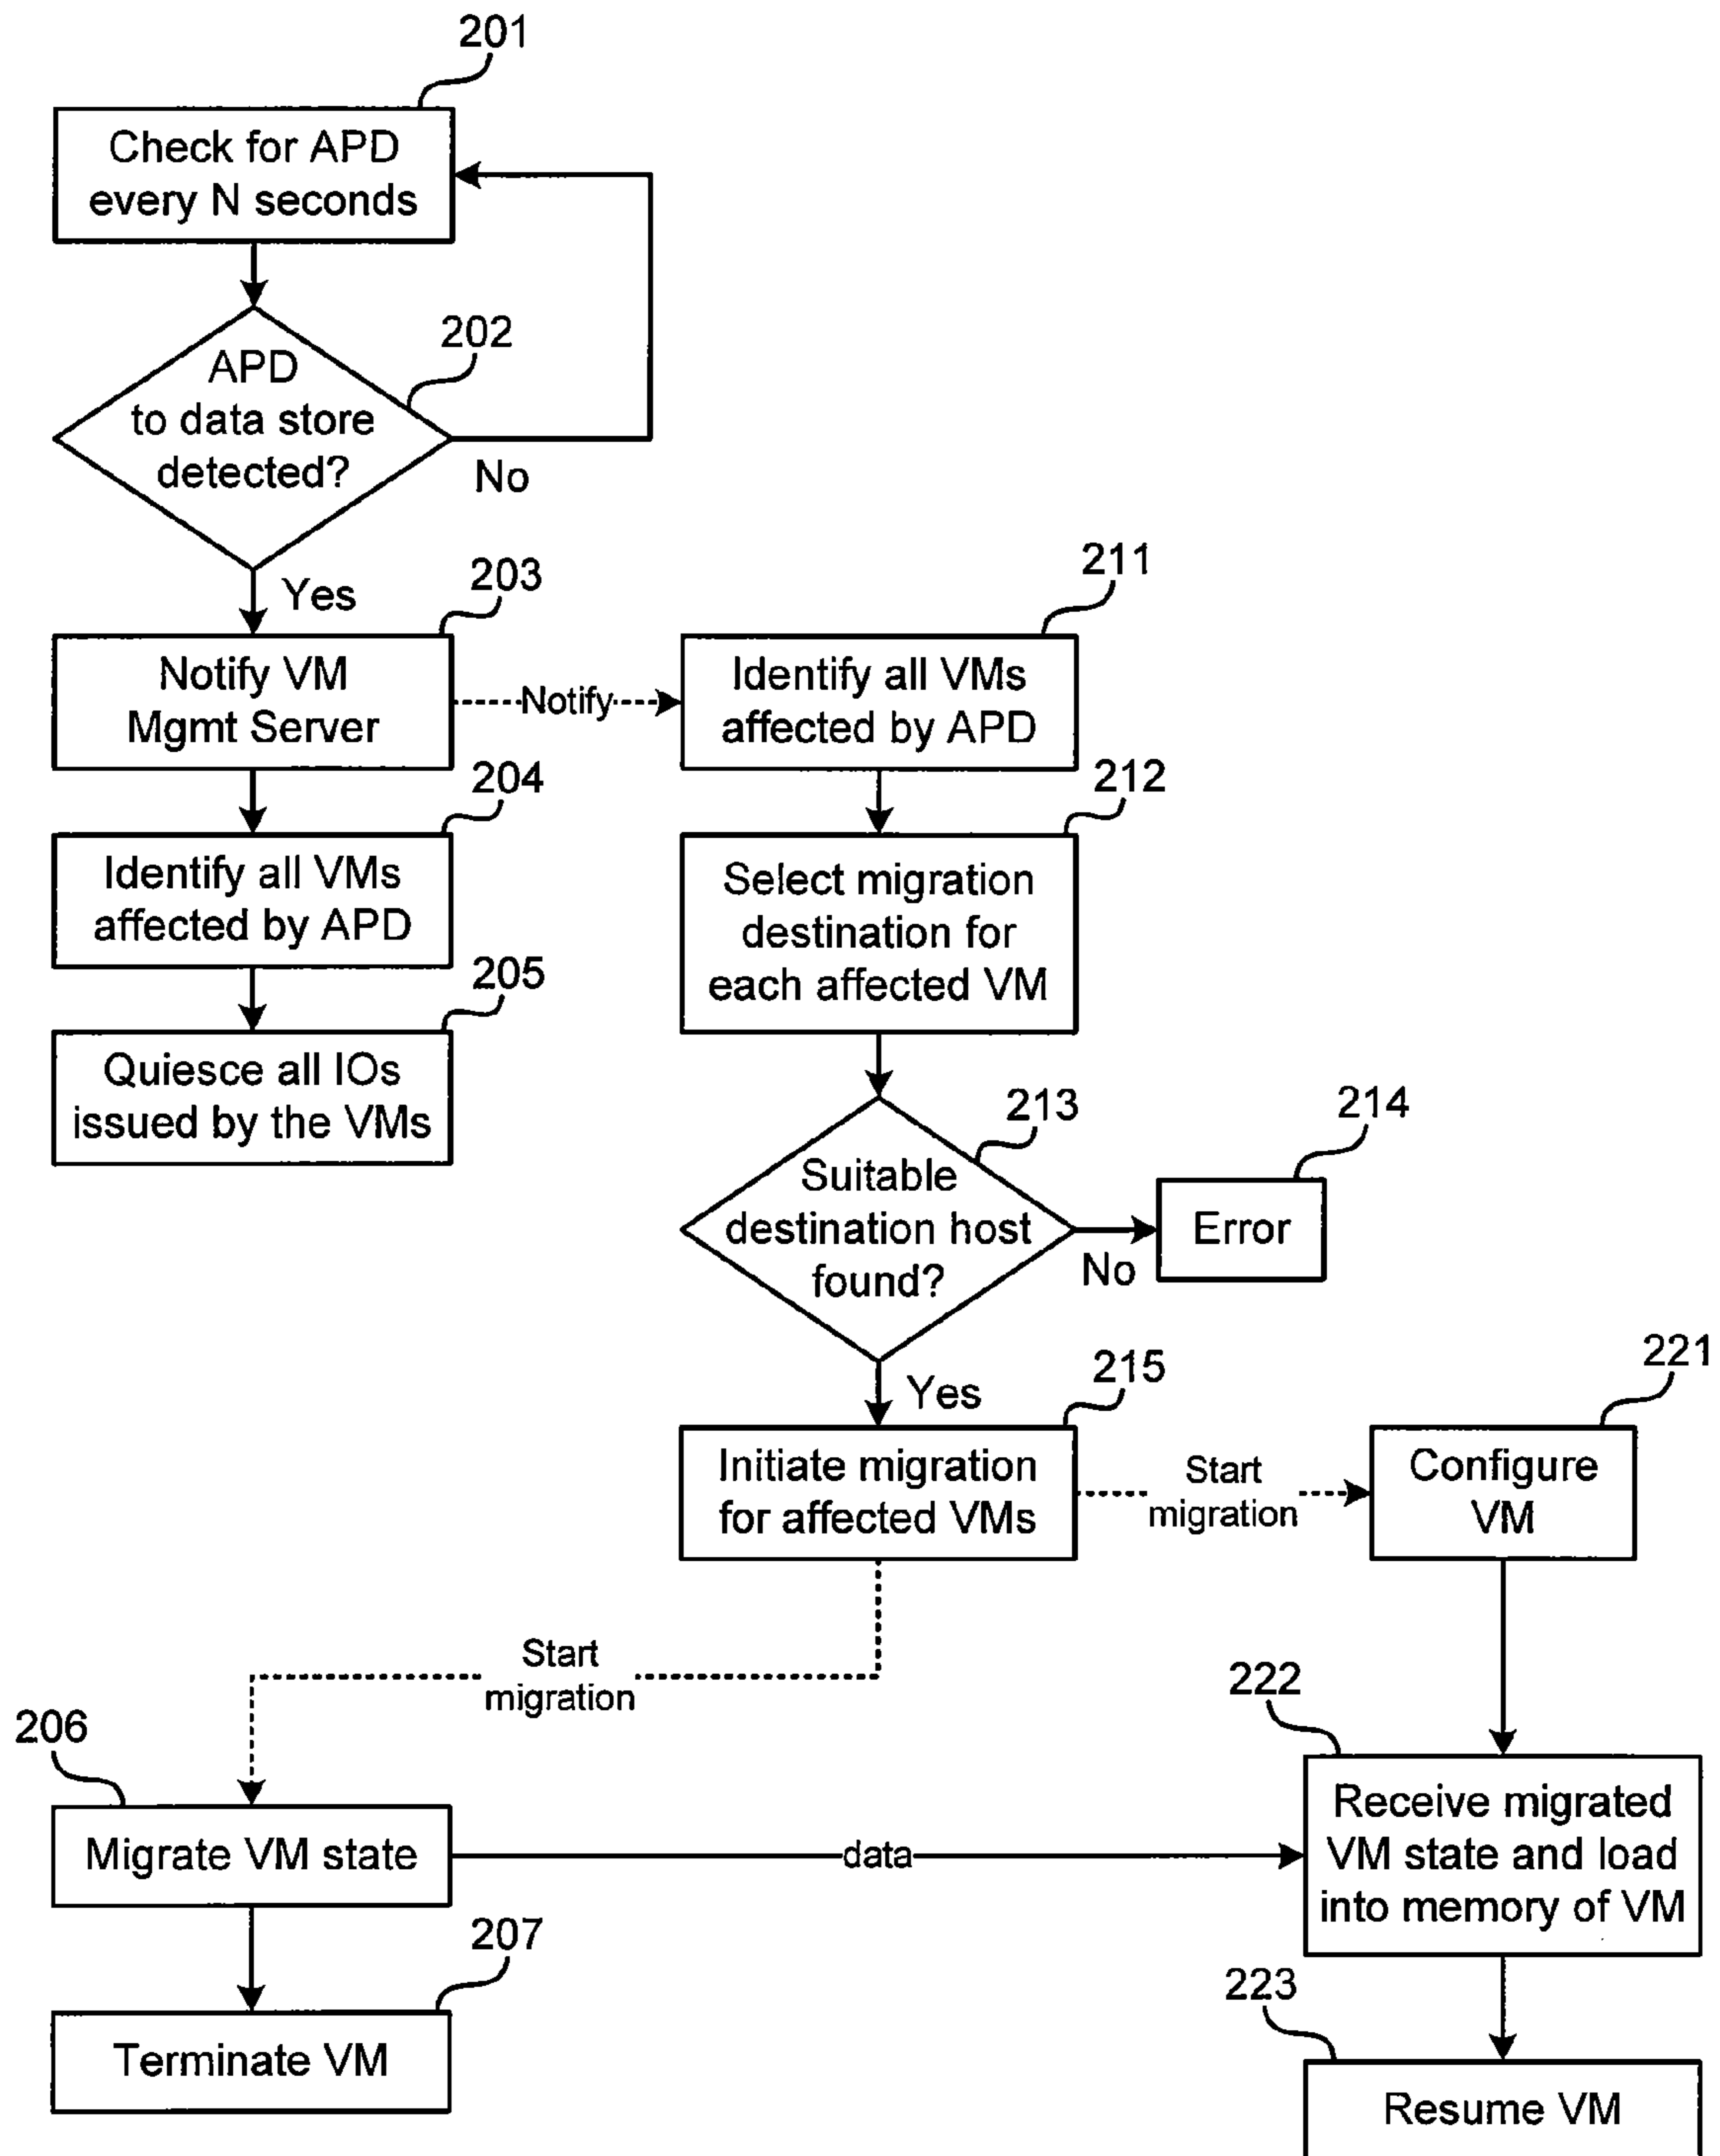 201
Check for APD
every N seconds
202
APD
to data store
detected?
No
Yes
203
Notify VM
Mgmt Server
Notify
211
Identify all VMs
affected by APD
204
Identify all VMs
affected by APD
212
Select migration
destination for
each affected VM
205
Quiesce all IOs
issued by the VMs
213
Suitable
destination host
found?
No
214
Error
Yes
215
Initiate migration
for affected VMs
Start
migration
221
Configure
VM
Start
migration
206
Migrate VM state
data
222
Receive migrated
VM state and load
into memory of VM
207
Terminate VM
223
Resume VM